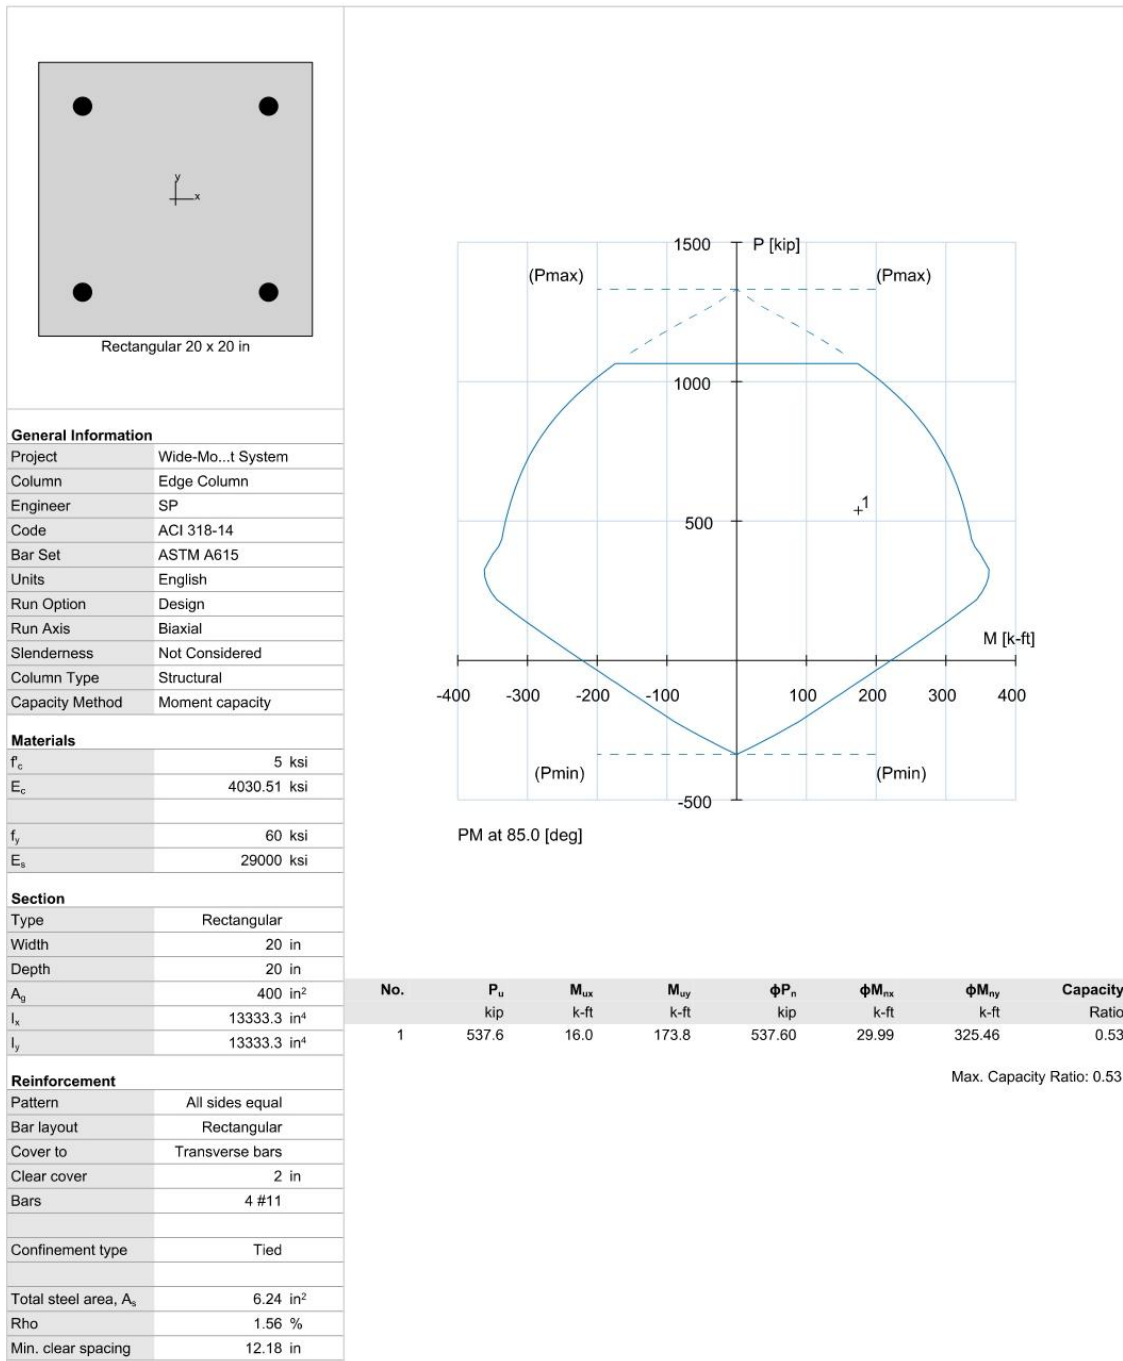 y
x
Rectangular 20 x 20 in
General Information
Project Wide-Mo...t System
Column Edge Column
Engineer SP
Code ACI 318-14
Bar Set ASTM A615
Units English
Run Option Design
Run Axis Biaxial
Slenderness Not Considered
Column Type Structural
Capacity Method Moment capacity
Materials
f'c 5 ksi
Ec 4030.51 ksi
fy 60 ksi
Es 29000 ksi
Section
Type Rectangular
Width 20 in
Depth 20 in
Ag 400 in²
Ix 13333.3 in⁴
Iy 13333.3 in⁴
Reinforcement
Pattern All sides equal
Bar layout Rectangular
Cover to Transverse bars
Clear cover 2 in
Bars 4 #11
Confinement type Tied
Total steel area, As 6.24 in²
Rho 1.56 %
Min. clear spacing 12.18 in
1500 P [kip]
(Pmax) (Pmax)
1000
1
500
M [k-ft]
-400 -300 -200 -100 100 200 300 400
(Pmin) (Pmin)
-500
PM at 85.0 [deg]
No. Pu Mux Muy ϕPn ϕMnx ϕMny Capacity
kip k-ft k-ft kip k-ft k-ft Ratio
1 537.6 16.0 173.8 537.60 29.99 325.46 0.53
Max. Capacity Ratio: 0.53